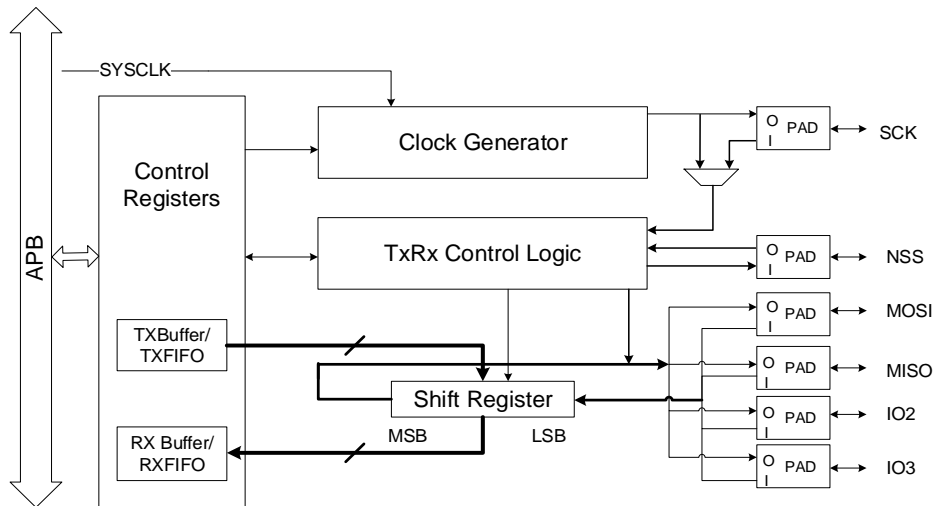 SYSCLK
APB
Control
Registers
Clock Generator
O
I
PAD
SCK
TxRx Control Logic
O
I
PAD
NSS
O
I
PAD
MOSI
TXBuffer/
TXFIFO
O
I
PAD
MISO
Shift Register
MSB
LSB
O
I
PAD
IO2
RX Buffer/
RXFIFO
O
I
PAD
IO3